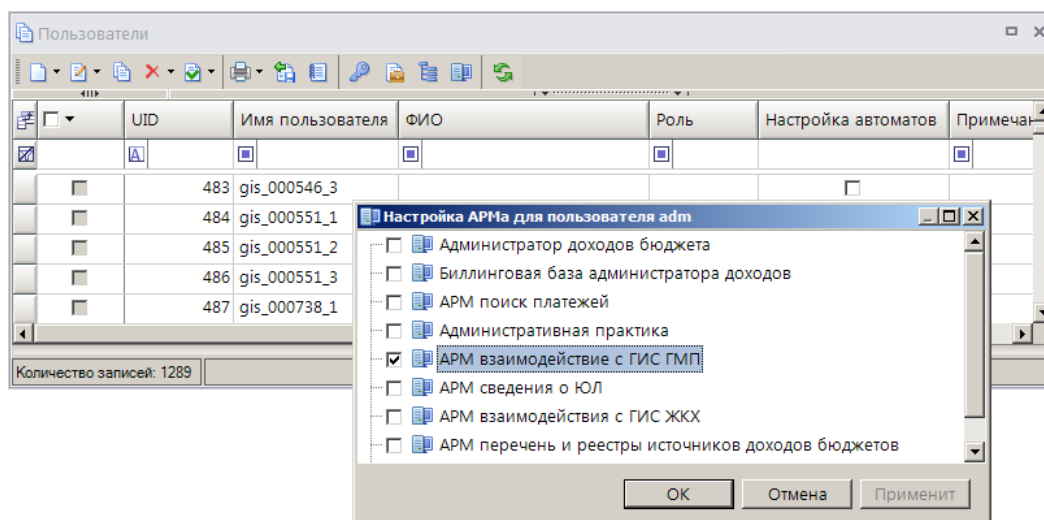 Пользователи
UID Имя пользователя ФИО Роль Настройка автоматов Примечан
A
483 gis_000546_3
484 gis_000551_1
485 gis_000551_2
486 gis_000551_3
487 gis_000738_1
Количество записей: 1289
Настройка АРМа для пользователя adm
Администратор доходов бюджета
Биллинговая база администратора доходов
АРМ поиск платежей
Административная практика
АРМ взаимодействие с ГИС ГМП
АРМ сведения о ЮЛ
АРМ взаимодействия с ГИС ЖКХ
АРМ перечень и реестры источников доходов бюджетов
OK Отмена Применит